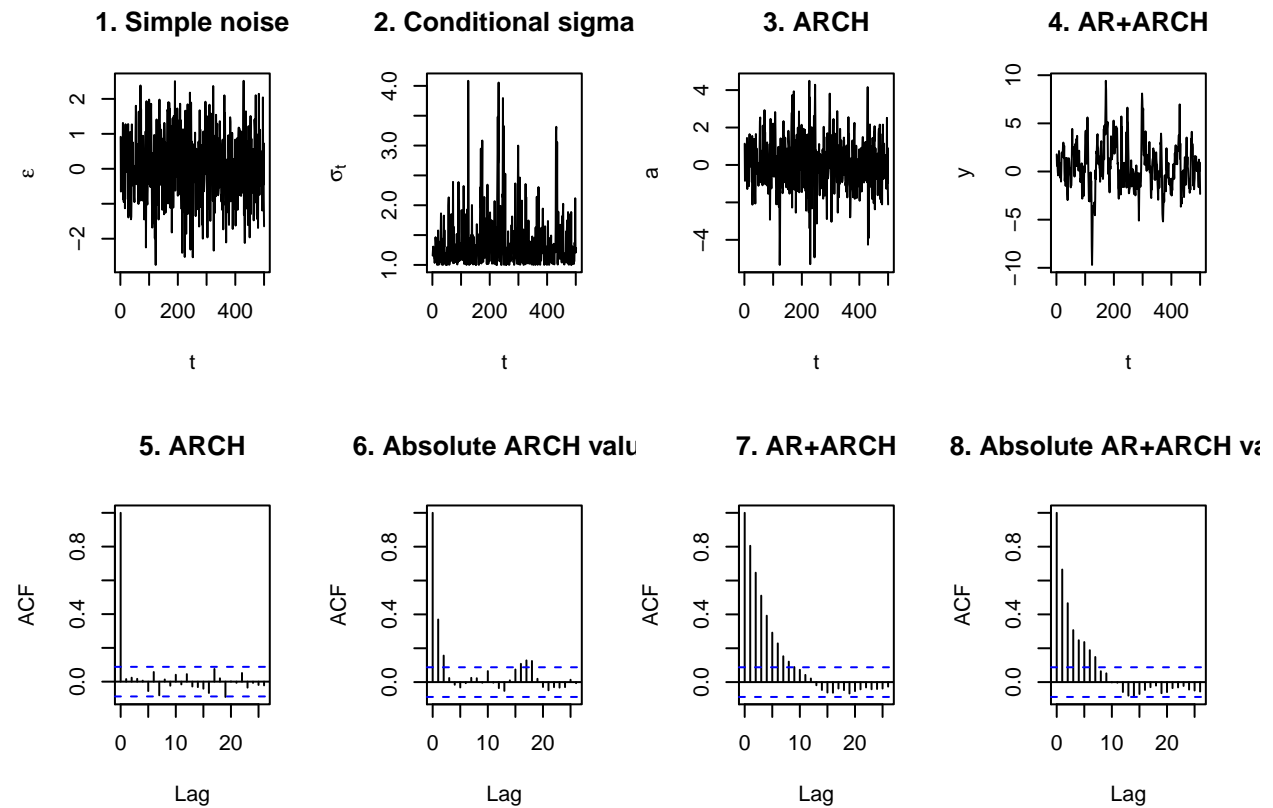 1. Simple noise
2. Conditional sigma
3. ARCH
4. AR+ARCH
ε
2
1
0
−2
0 200 400
t
σt
4.0
3.0
2.0
1.0
0 200 400
t
a
4
2
0
−4
0 200 400
t
y
10
5
0
−5
−10
0 200 400
t
5. ARCH
6. Absolute ARCH valu
7. AR+ARCH
8. Absolute AR+ARCH va
ACF
0.8
0.4
0.0
0 10 20
Lag
ACF
0.8
0.4
0.0
0 10 20
Lag
ACF
0.8
0.4
0.0
0 10 20
Lag
ACF
0.8
0.4
0.0
0 10 20
Lag